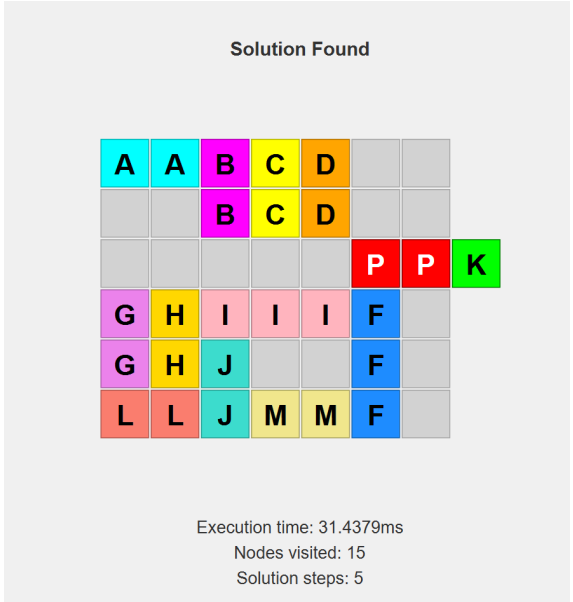 Solution Found
A A B C D
B C D
P P K
G H I I I F
G H J F
L L J M M F
Execution time: 31.4379ms
Nodes visited: 15
Solution steps: 5